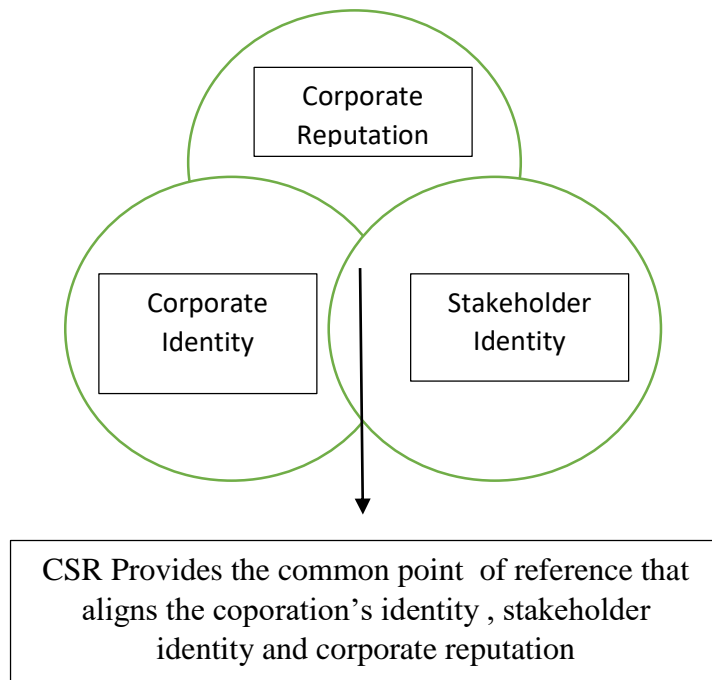 Corporate
Reputation
Corporate
Identity
Stakeholder
Identity
CSR Provides the common point of reference that
aligns the coporation’s identity , stakeholder
identity and corporate reputation